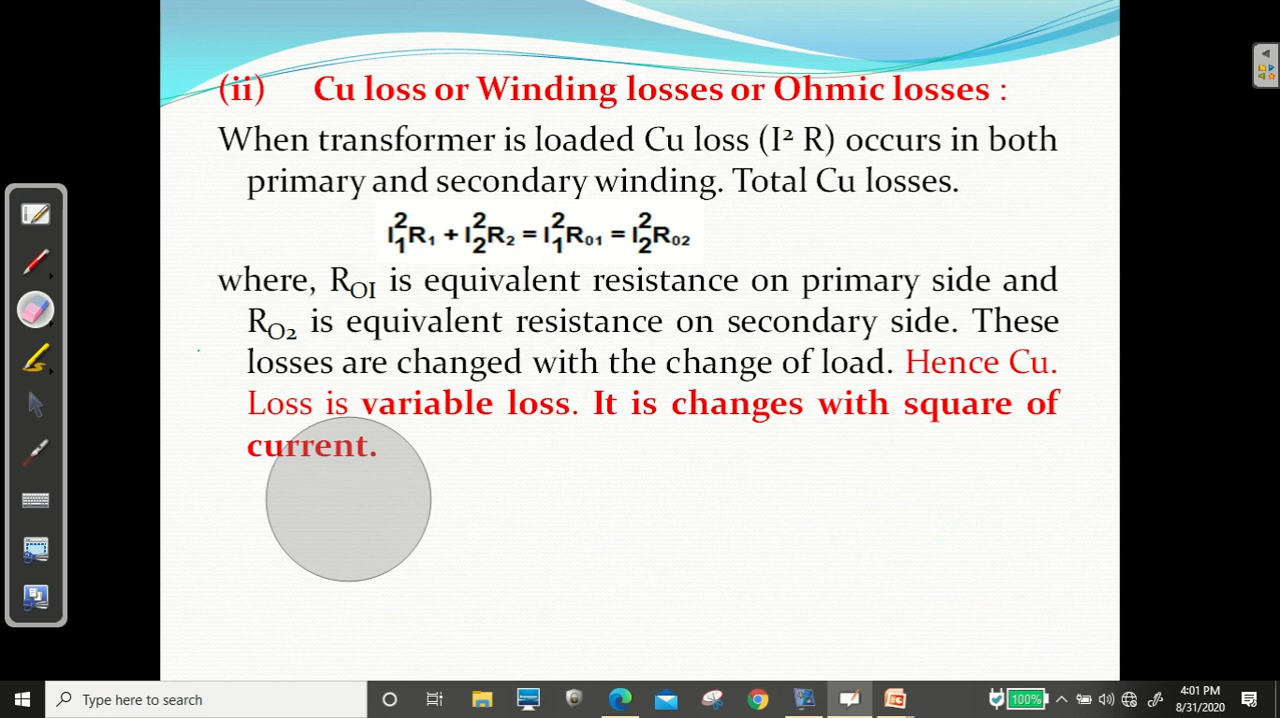 (ii) Cu loss or Winding losses or Ohmic losses :
When transformer is loaded Cu loss (I² R) occurs in both
primary and secondary winding. Total Cu losses.
I₁²R₁ + I₂²R₂ = I₁²R₀₁ = I₂²R₀₂
where, R_OI is equivalent resistance on primary side and
R_O2 is equivalent resistance on secondary side. These
losses are changed with the change of load. Hence Cu.
Loss is variable loss. It is changes with square of
current.
Type here to search
100%
4:01 PM
8/31/2020